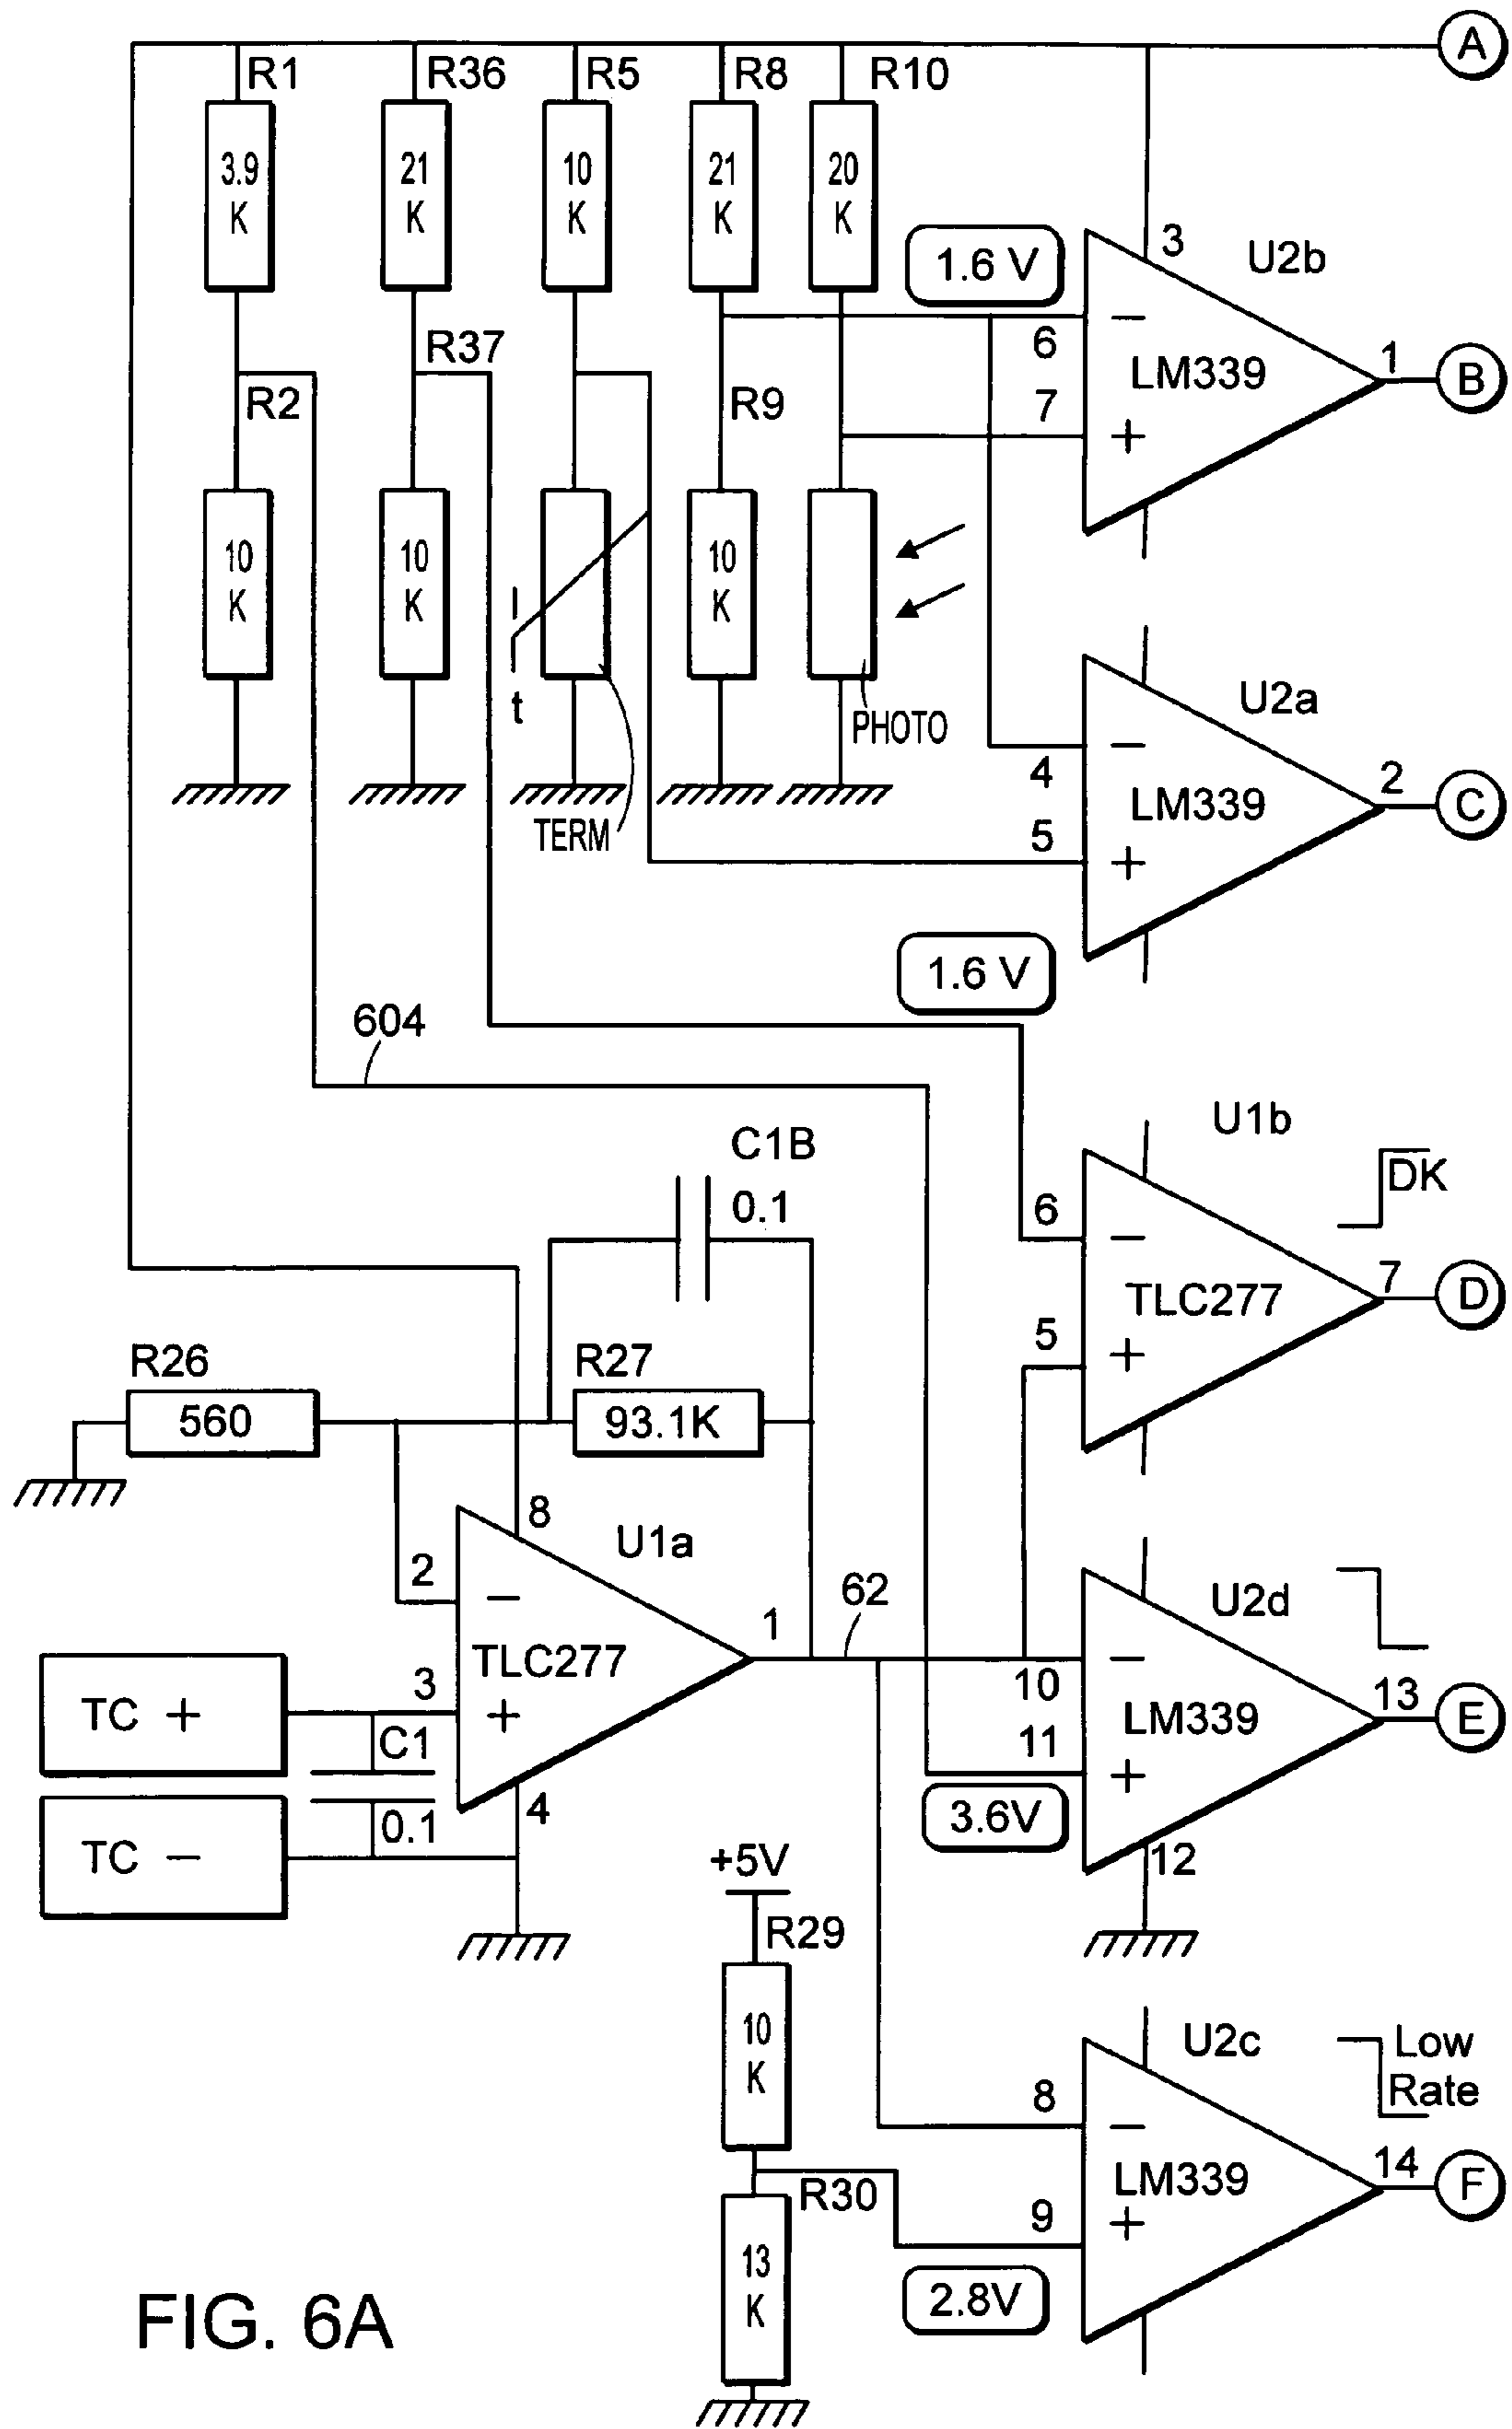 A
R1
R36
R5
R8
R10
3.9
K
21
K
10
K
21
K
20
K
1.6 V
3
U2b
6
LM339
1
B
7
R2
R37
R9
10
K
10
K
10
K
t
TERM
PHOTO
U2a
4
LM339
2
C
5
1.6 V
604
C1B
0.1
U1b
DK
6
TLC277
7
D
5
R26
560
R27
93.1K
8
U1a
2
TLC277
1
62
3
TC +
C1
0.1
TC −
4
U2d
10
LM339
13
E
11
3.6V
12
+5V
R29
10
K
R30
13
K
U2c
Low
Rate
8
LM339
14
F
9
2.8V
FIG. 6A